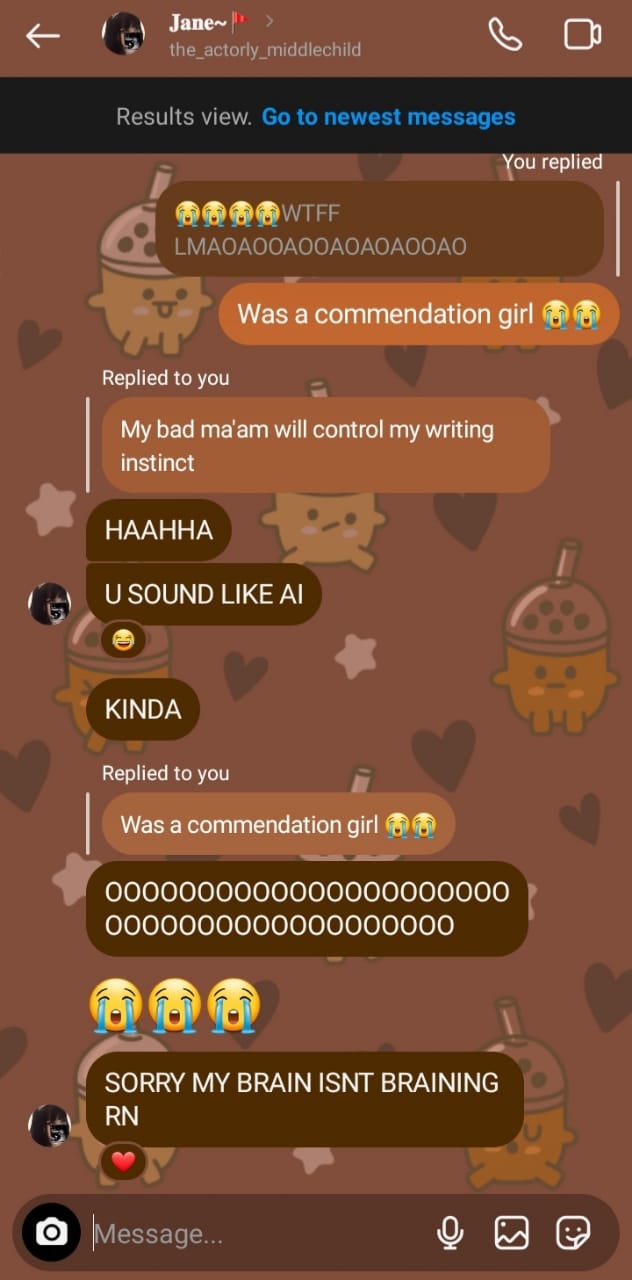 Jane~🚩 >
the_actorly_middlechild
Results view. Go to newest messages
You replied
😭😭😭😭WTFF
LMAOAOOAOOAOAOAOOAO
Was a commendation girl 😭😭
Replied to you
My bad ma'am will control my writing
instinct
HAAHHA
U SOUND LIKE AI
😂
KINDA
Replied to you
Was a commendation girl 😭😭
OOOOOOOOOOOOOOOOOOOOOO
OOOOOOOOOOOOOOOOOOO
😭😭😭
SORRY MY BRAIN ISNT BRAINING
RN
❤️
Message...